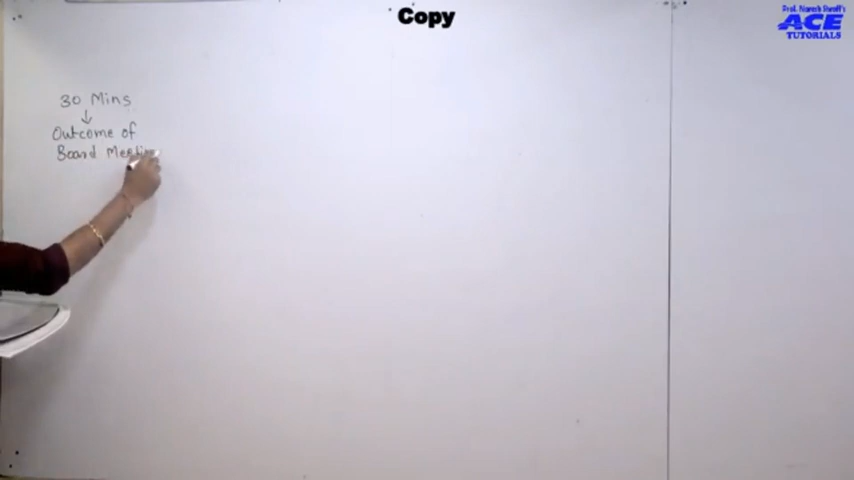 Copy
Prof. Naresh Shroff's
ACE
TUTORIALS
30 Mins
↓
Outcome of
Board Meeting